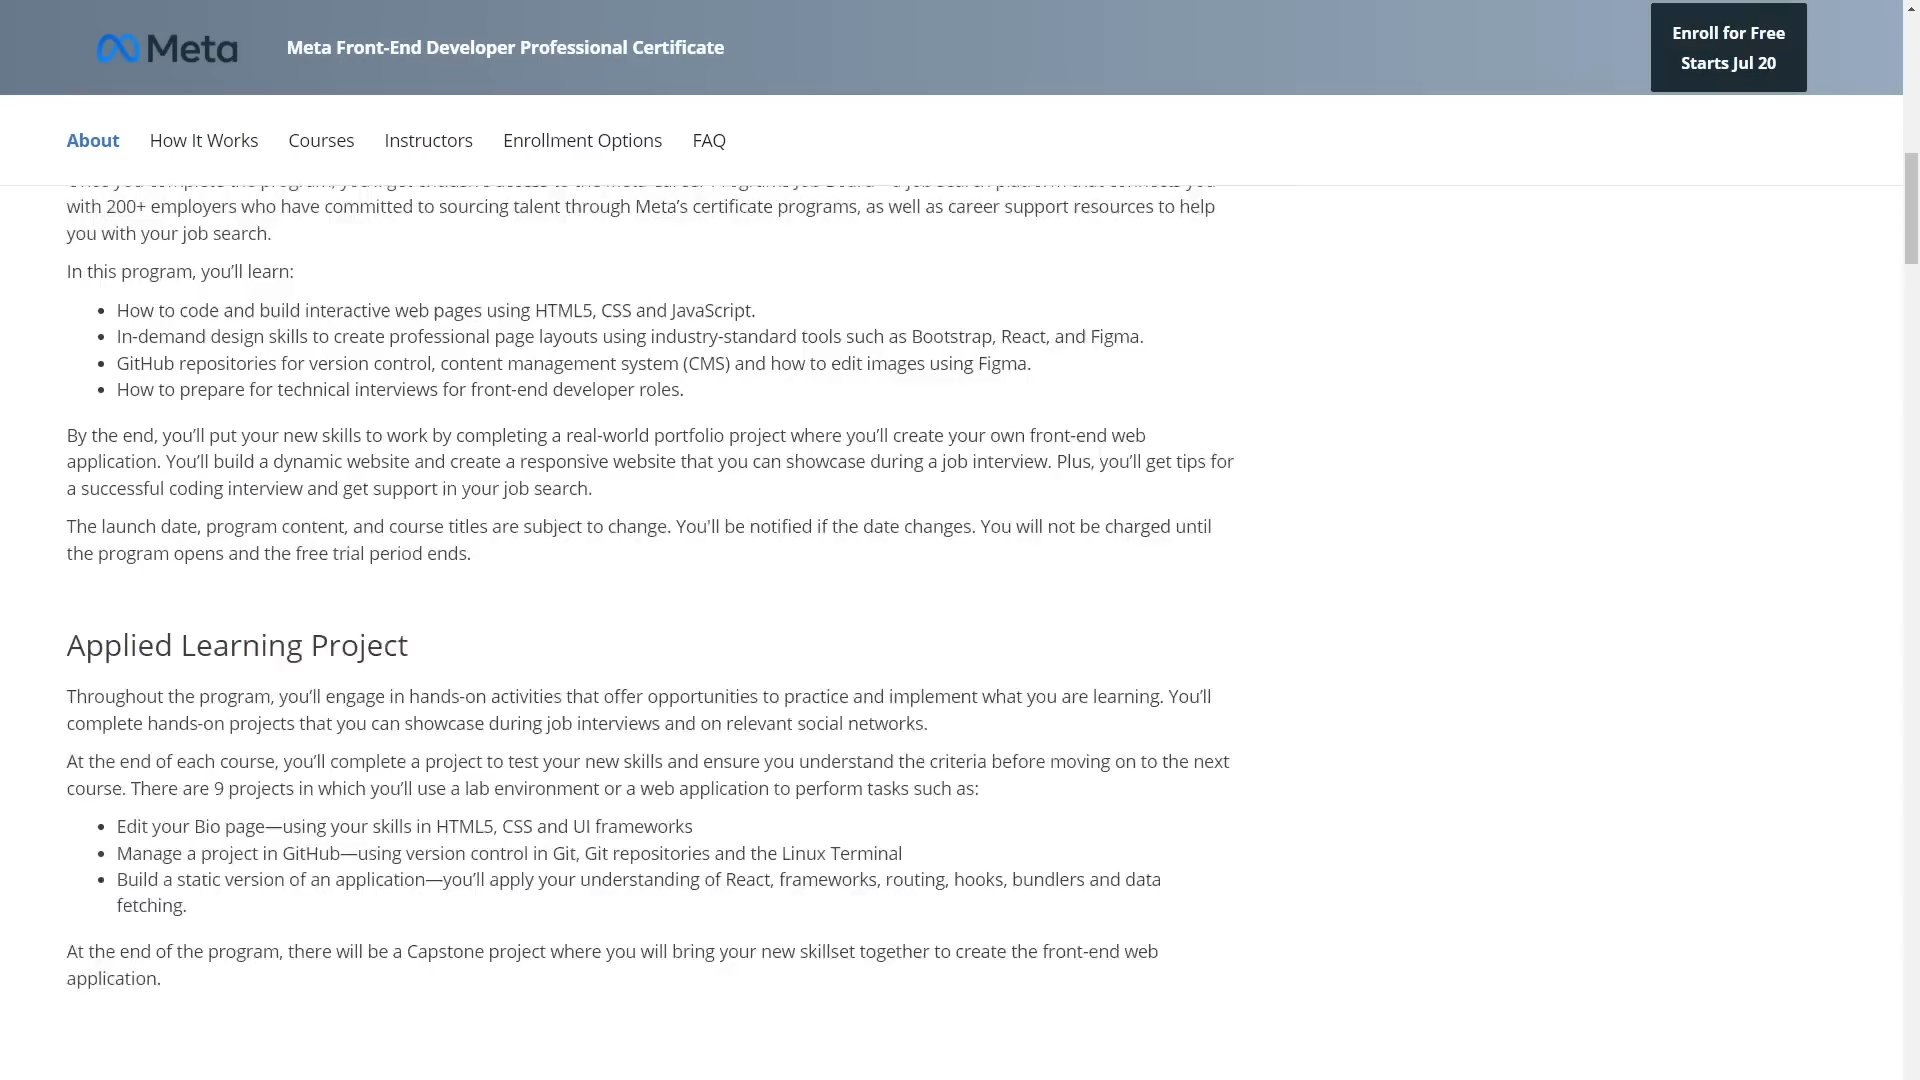 Meta
Meta Front-End Developer Professional Certificate
Enroll for Free
Starts Jul 20
About
How It Works
Courses
Instructors
Enrollment Options
FAQ
with 200+ employers who have committed to sourcing talent through Meta’s certificate programs, as well as career support resources to help
you with your job search.
In this program, you’ll learn:
• How to code and build interactive web pages using HTML5, CSS and JavaScript.
• In-demand design skills to create professional page layouts using industry-standard tools such as Bootstrap, React, and Figma.
• GitHub repositories for version control, content management system (CMS) and how to edit images using Figma.
• How to prepare for technical interviews for front-end developer roles.
By the end, you’ll put your new skills to work by completing a real-world portfolio project where you’ll create your own front-end web
application. You’ll build a dynamic website and create a responsive website that you can showcase during a job interview. Plus, you’ll get tips for
a successful coding interview and get support in your job search.
The launch date, program content, and course titles are subject to change. You'll be notified if the date changes. You will not be charged until
the program opens and the free trial period ends.
Applied Learning Project
Throughout the program, you’ll engage in hands-on activities that offer opportunities to practice and implement what you are learning. You’ll
complete hands-on projects that you can showcase during job interviews and on relevant social networks.
At the end of each course, you’ll complete a project to test your new skills and ensure you understand the criteria before moving on to the next
course. There are 9 projects in which you’ll use a lab environment or a web application to perform tasks such as:
• Edit your Bio page—using your skills in HTML5, CSS and UI frameworks
• Manage a project in GitHub—using version control in Git, Git repositories and the Linux Terminal
• Build a static version of an application—you’ll apply your understanding of React, frameworks, routing, hooks, bundlers and data
fetching.
At the end of the program, there will be a Capstone project where you will bring your new skillset together to create the front-end web
application.